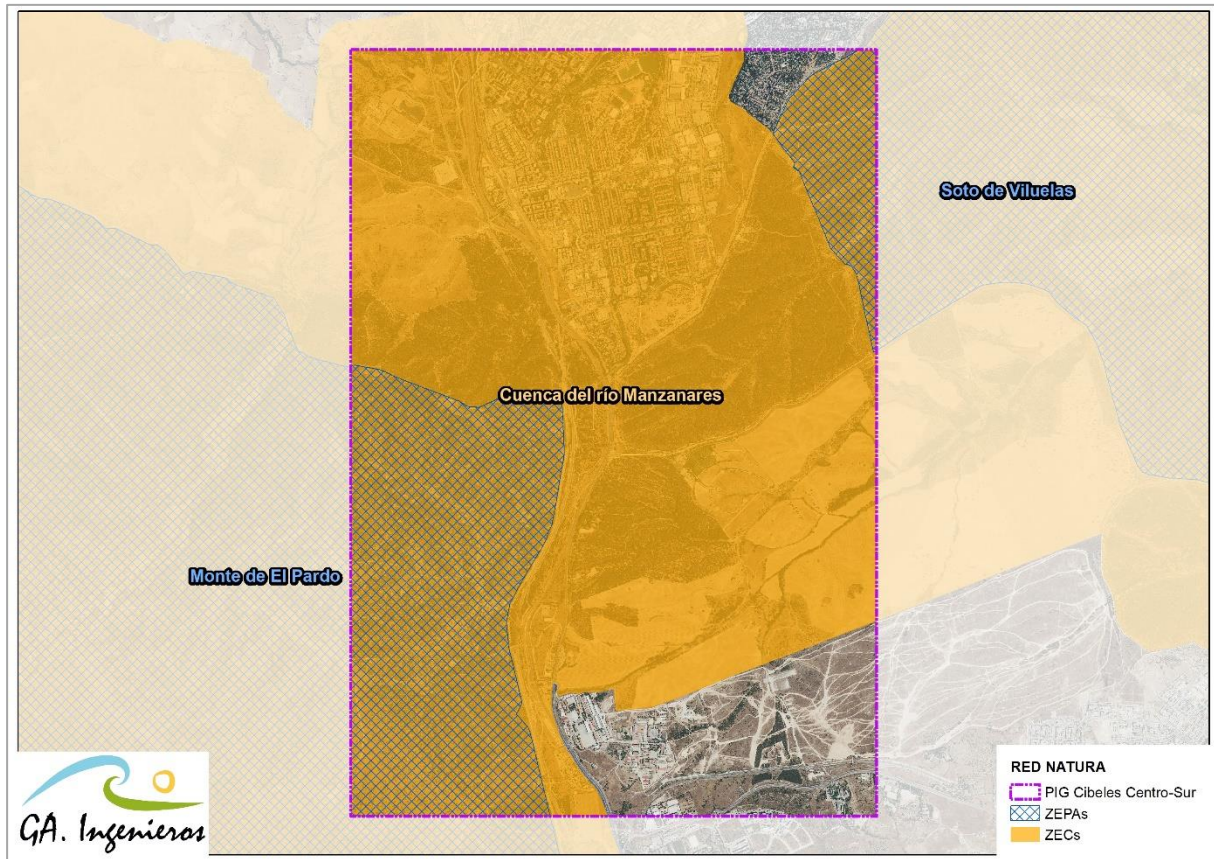 Soto de Viluelas
Cuenca del río Manzanares
Monte de El Pardo
GA. Ingenieros
RED NATURA
PIG Cibeles Centro-Sur
ZEPAs
ZECs